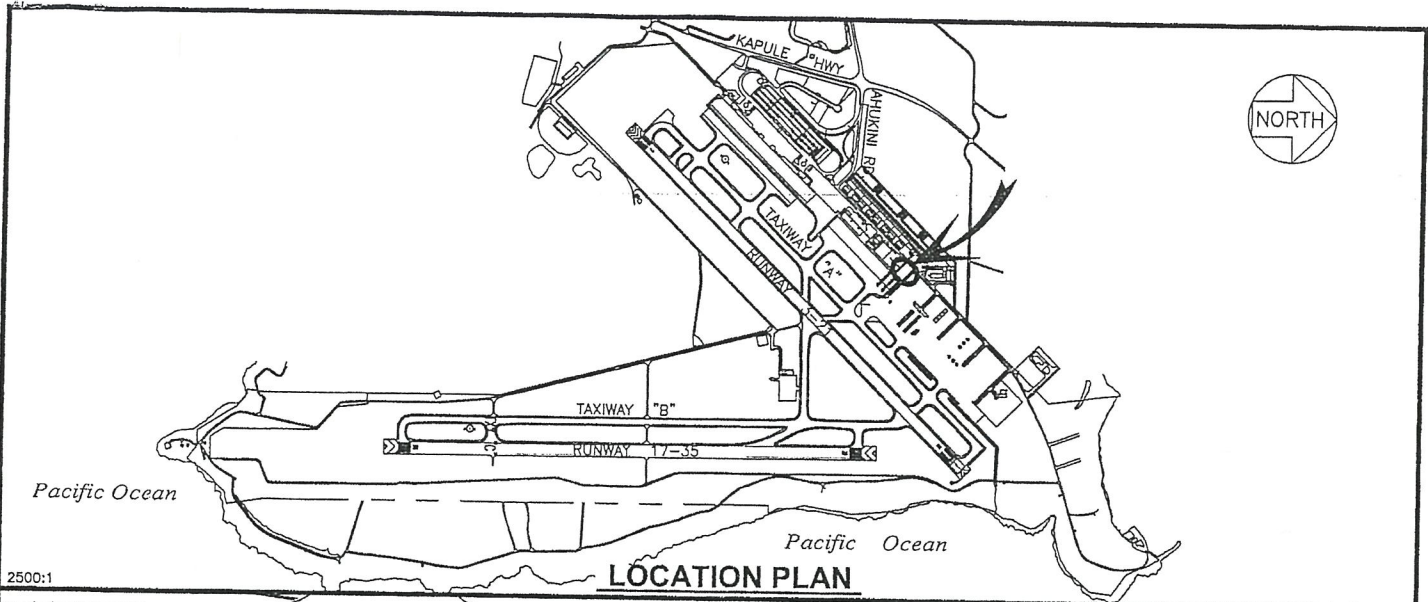 KAPULE HWY
AHUKINI RD
NORTH
TAXIWAY "A"
RUNWAY
TAXIWAY "B"
RUNWAY 17-35
Pacific Ocean
Pacific Ocean
2500:1
LOCATION PLAN